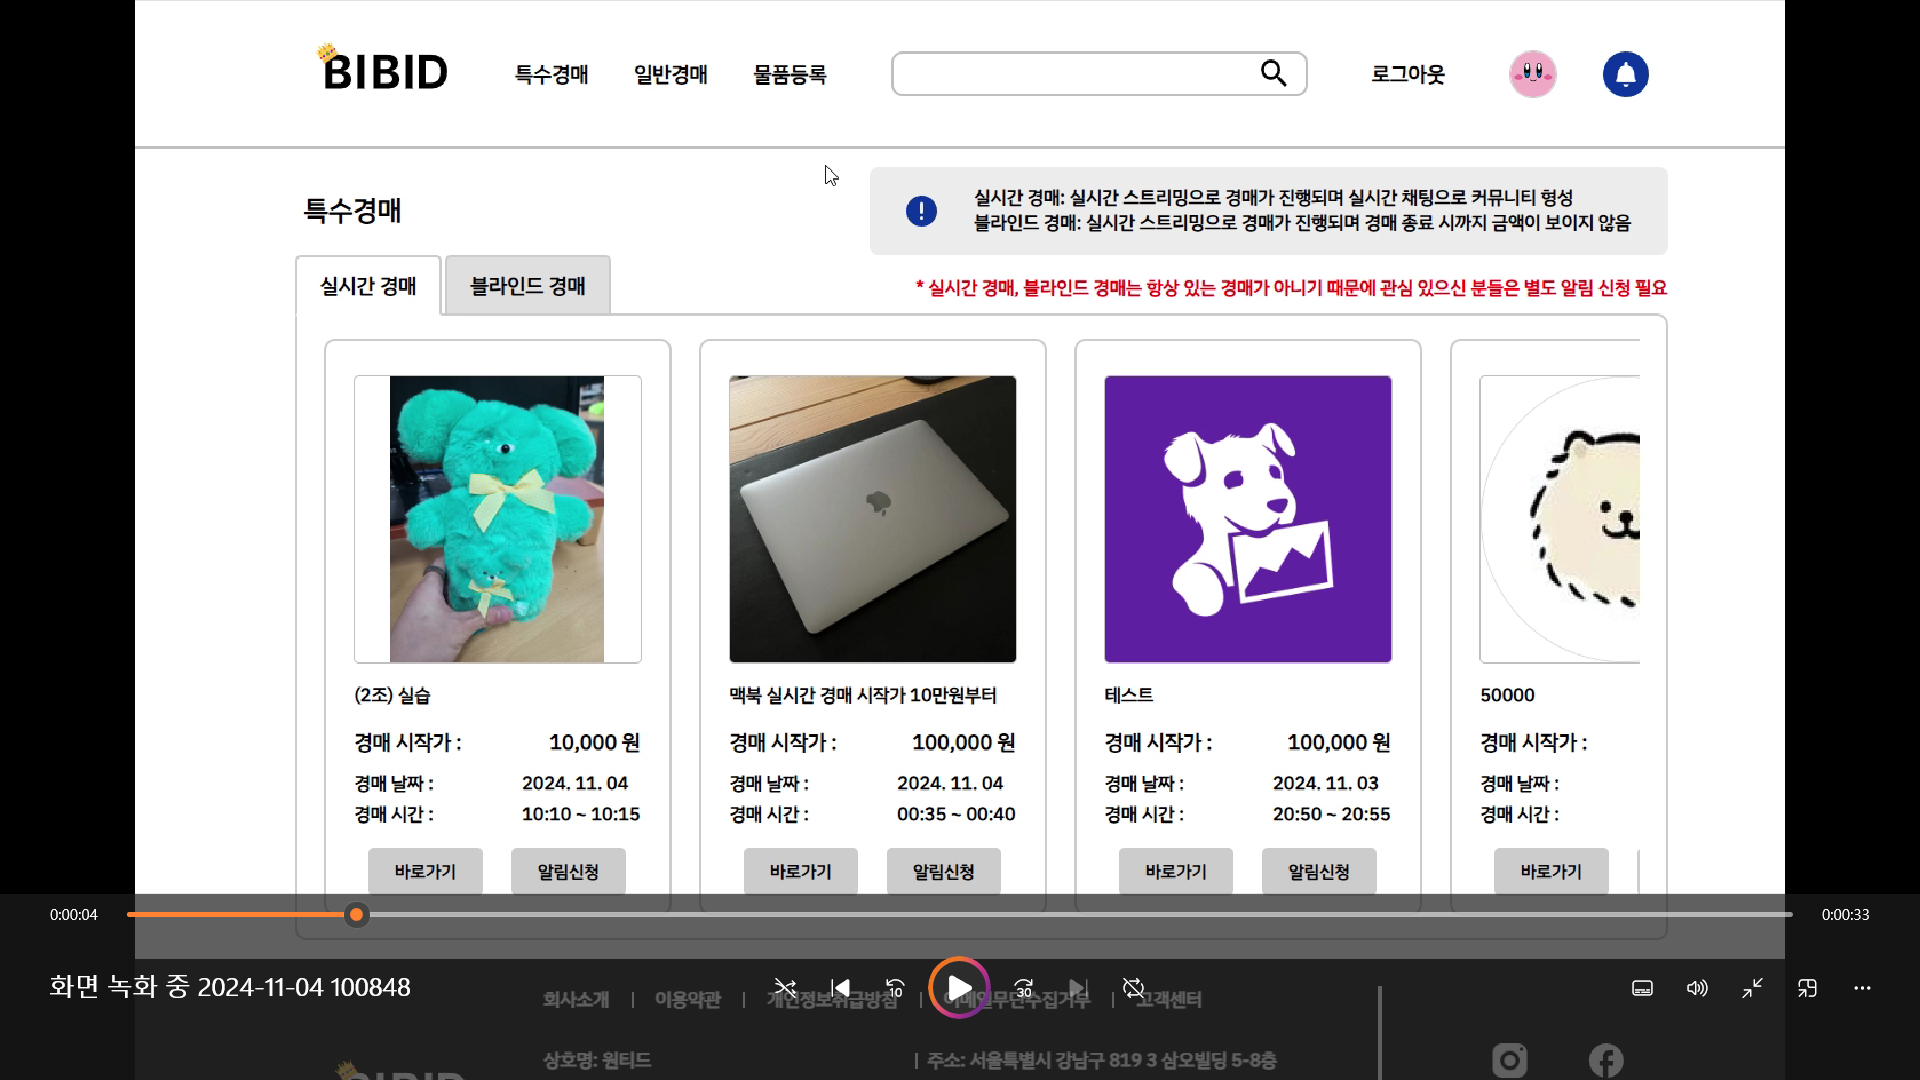 BIBID
특수경매
일반경매
물품등록
로그아웃
특수경매
실시간 경매: 실시간 스트리밍으로 경매가 진행되며 실시간 채팅으로 커뮤니티 형성
블라인드 경매: 실시간 스트리밍으로 경매가 진행되며 경매 종료 시까지 금액이 보이지 않음
실시간 경매
블라인드 경매
* 실시간 경매, 블라인드 경매는 항상 있는 경매가 아니기 때문에 관심 있으신 분들은 별도 알림 신청 필요
(2조) 실습
경매 시작가 : 10,000 원
경매 날짜 : 2024. 11. 04
경매 시간 : 10:10 ~ 10:15
바로가기 알림신청
맥북 실시간 경매 시작가 10만원부터
경매 시작가 : 100,000 원
경매 날짜 : 2024. 11. 04
경매 시간 : 00:35 ~ 00:40
바로가기 알림신청
테스트
경매 시작가 : 100,000 원
경매 날짜 : 2024. 11. 03
경매 시간 : 20:50 ~ 20:55
바로가기 알림신청
50000
경매 시작가 :
경매 날짜 :
경매 시간 :
바로가기
0:00:04
0:00:33
화면 녹화 중 2024-11-04 100848
10
30
회사소개 | 이용약관 | 개인정보취급방침 | 이메일무단수집거부 | 고객센터
상호명: 원티드 | 주소: 서울특별시 강남구 819 3 삼오빌딩 5-8층
BIBID